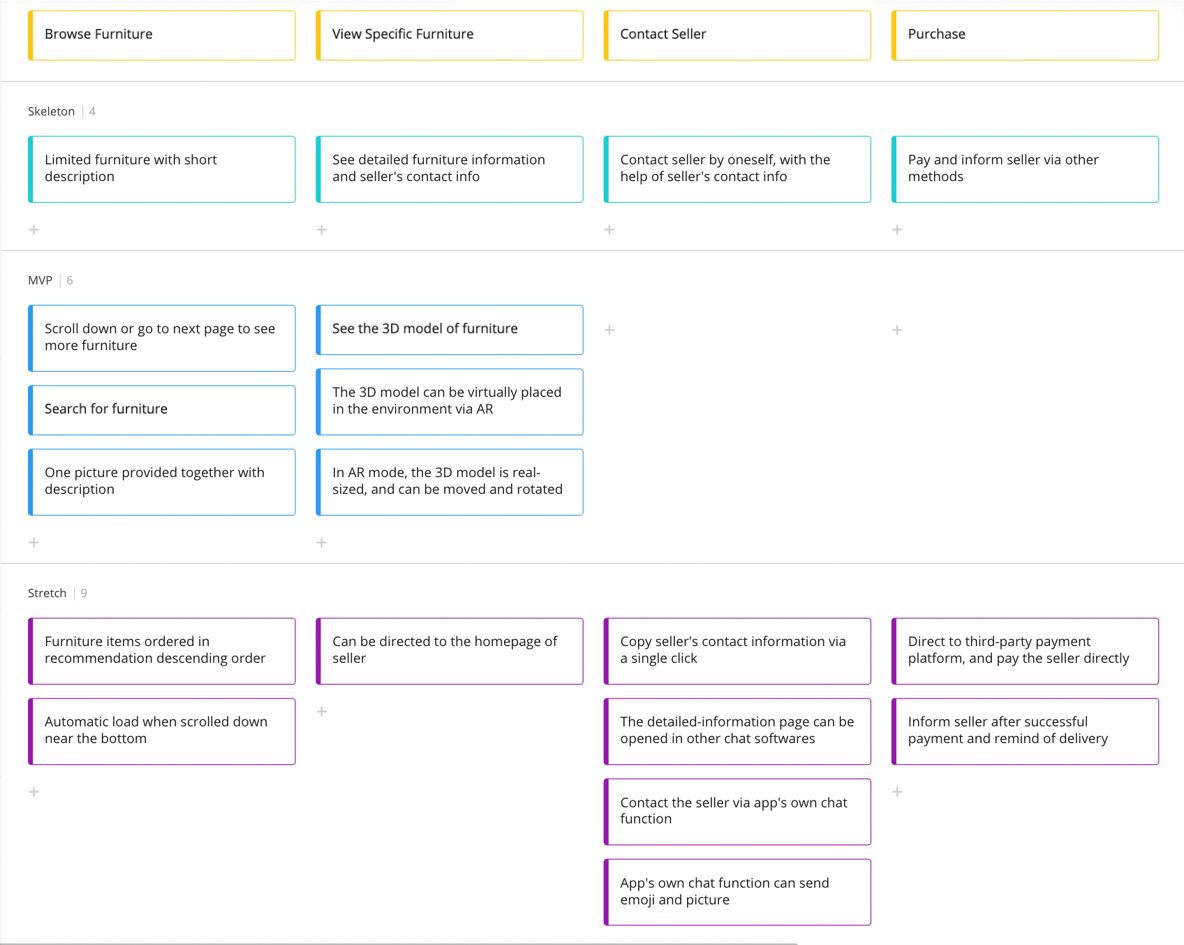 Browse Furniture
View Specific Furniture
Contact Seller
Purchase
Skeleton 4
Limited furniture with short
description
See detailed furniture information
and seller's contact info
Contact seller by oneself, with the
help of seller's contact info
Pay and inform seller via other
methods
+
+
+
+
MVP 6
Scroll down or go to next page to see
more furniture
Search for furniture
One picture provided together with
description
+
See the 3D model of furniture
The 3D model can be virtually placed
in the environment via AR
In AR mode, the 3D model is real-
sized, and can be moved and rotated
+
+
+
Stretch 9
Furniture items ordered in
recommendation descending order
Automatic load when scrolled down
near the bottom
+
Can be directed to the homepage of
seller
+
Copy seller's contact information via
a single click
The detailed-information page can be
opened in other chat softwares
Contact the seller via app's own chat
function
App's own chat function can send
emoji and picture
Direct to third-party payment
platform, and pay the seller directly
Inform seller after successful
payment and remind of delivery
+